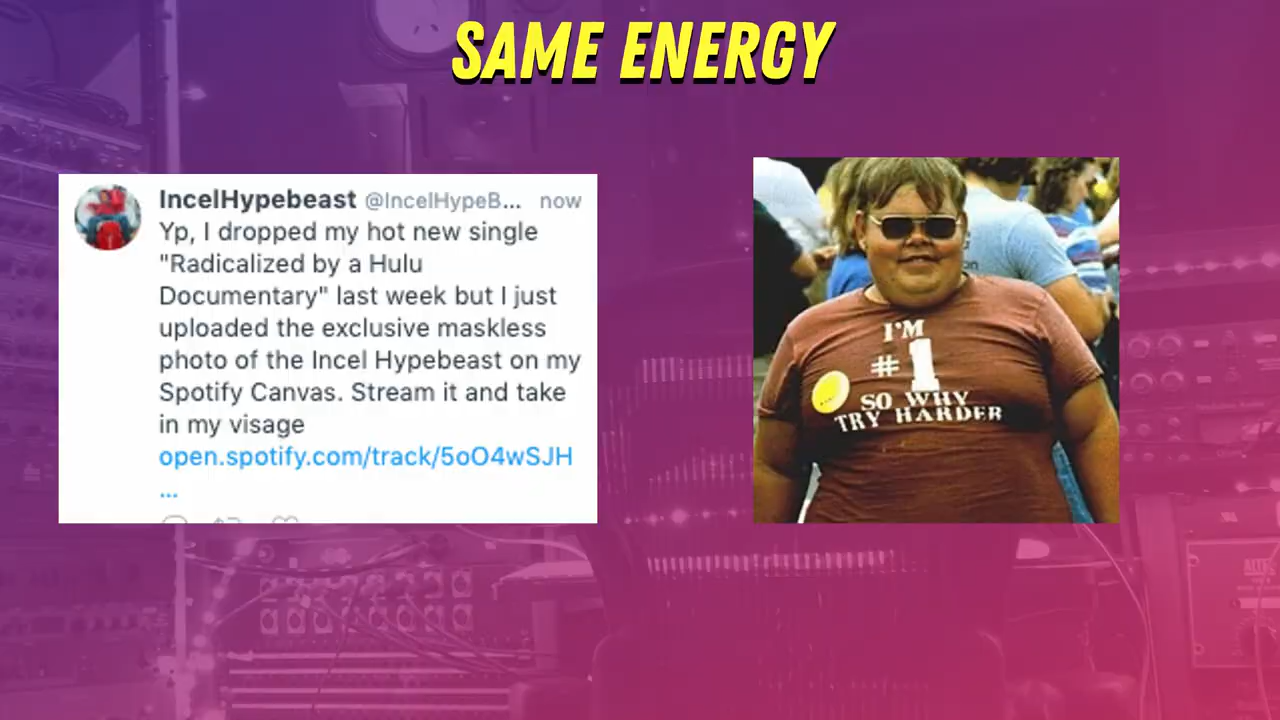 SAME ENERGY
IncelHypebeast @IncelHypeB... now
Yp, I dropped my hot new single
"Radicalized by a Hulu
Documentary" last week but I just
uploaded the exclusive maskless
photo of the Incel Hypebeast on my
Spotify Canvas. Stream it and take
in my visage
open.spotify.com/track/5oO4wSJH
...
I'M
#1
SO WHY
TRY HARDER